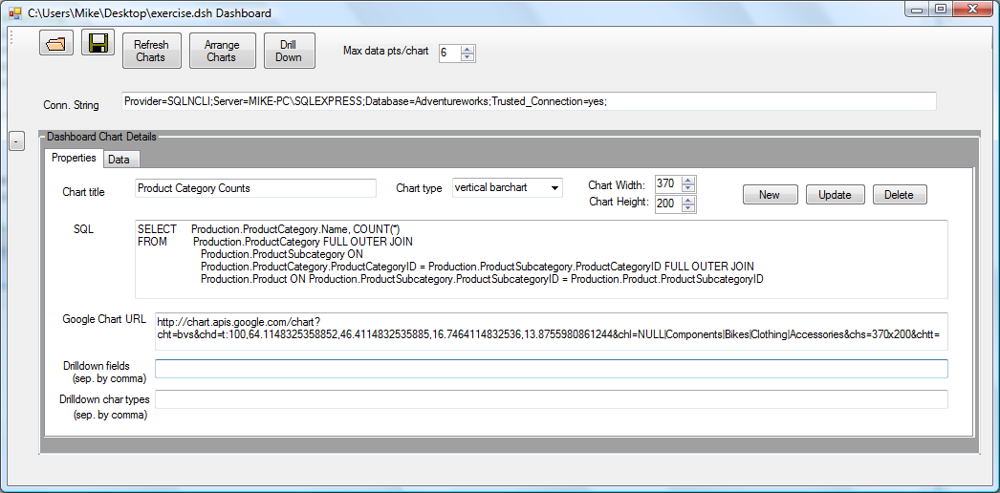 C:\Users\Mike\Desktop\exercise.dsh Dashboard
Refresh Charts
Arrange Charts
Drill Down
Max data pts/chart 6
Conn. String Provider=SQLNCLI;Server=MIKE-PC\SQLEXPRESS;Database=Adventureworks;Trusted_Connection=yes;
-
Dashboard Chart Details
Properties Data
Chart title Product Category Counts Chart type vertical barchart Chart Width: 370
Chart Height: 200
New Update Delete
SQL
SELECT Production.ProductCategory.Name, COUNT(*)
FROM Production.ProductCategory FULL OUTER JOIN
Production.ProductSubcategory ON
Production.ProductCategory.ProductCategoryID = Production.ProductSubcategory.ProductCategoryID FULL OUTER JOIN
Production.Product ON Production.ProductSubcategory.ProductSubcategoryID = Production.Product.ProductSubcategoryID
Google Chart URL
http://chart.apis.google.com/chart?
cht=bvs&chd=t:100,64.1148325358852,46.4114832535885,16.7464114832536,13.8755980861244&chl=NULL|Components|Bikes|Clothing|Accessories&chs=370x200&chtt=
Drilldown fields
(sep. by comma)
Drilldown char types
(sep. by comma)